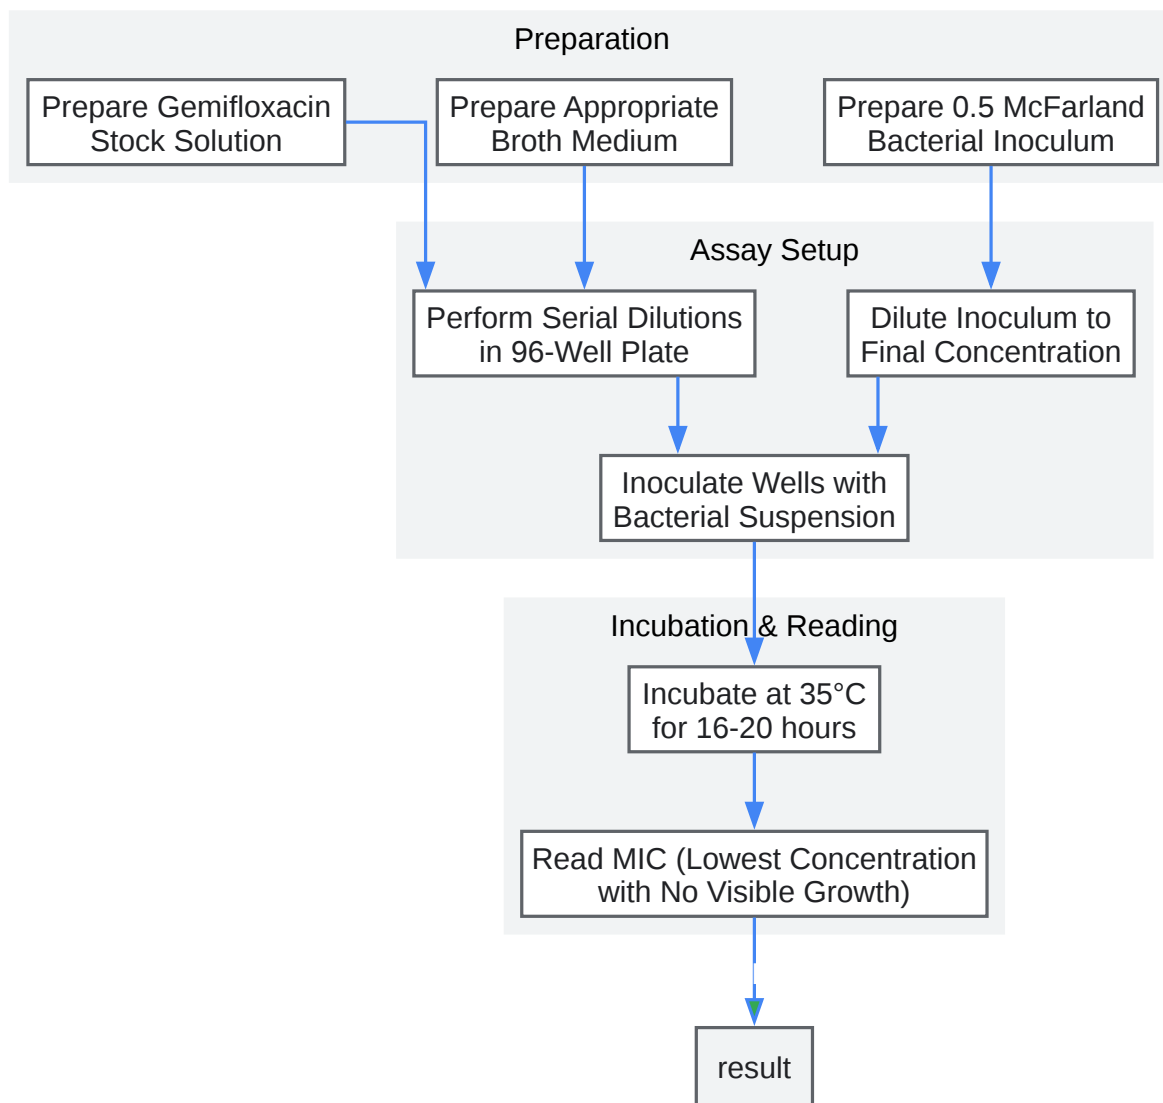 Preparation
Prepare Gemifloxacin
Stock Solution
Prepare Appropriate
Broth Medium
Prepare 0.5 McFarland
Bacterial Inoculum
Assay Setup
Perform Serial Dilutions
in 96-Well Plate
Dilute Inoculum to
Final Concentration
Inoculate Wells with
Bacterial Suspension
Incubation & Reading
Incubate at 35°C
for 16-20 hours
Read MIC (Lowest Concentration
with No Visible Growth)
result